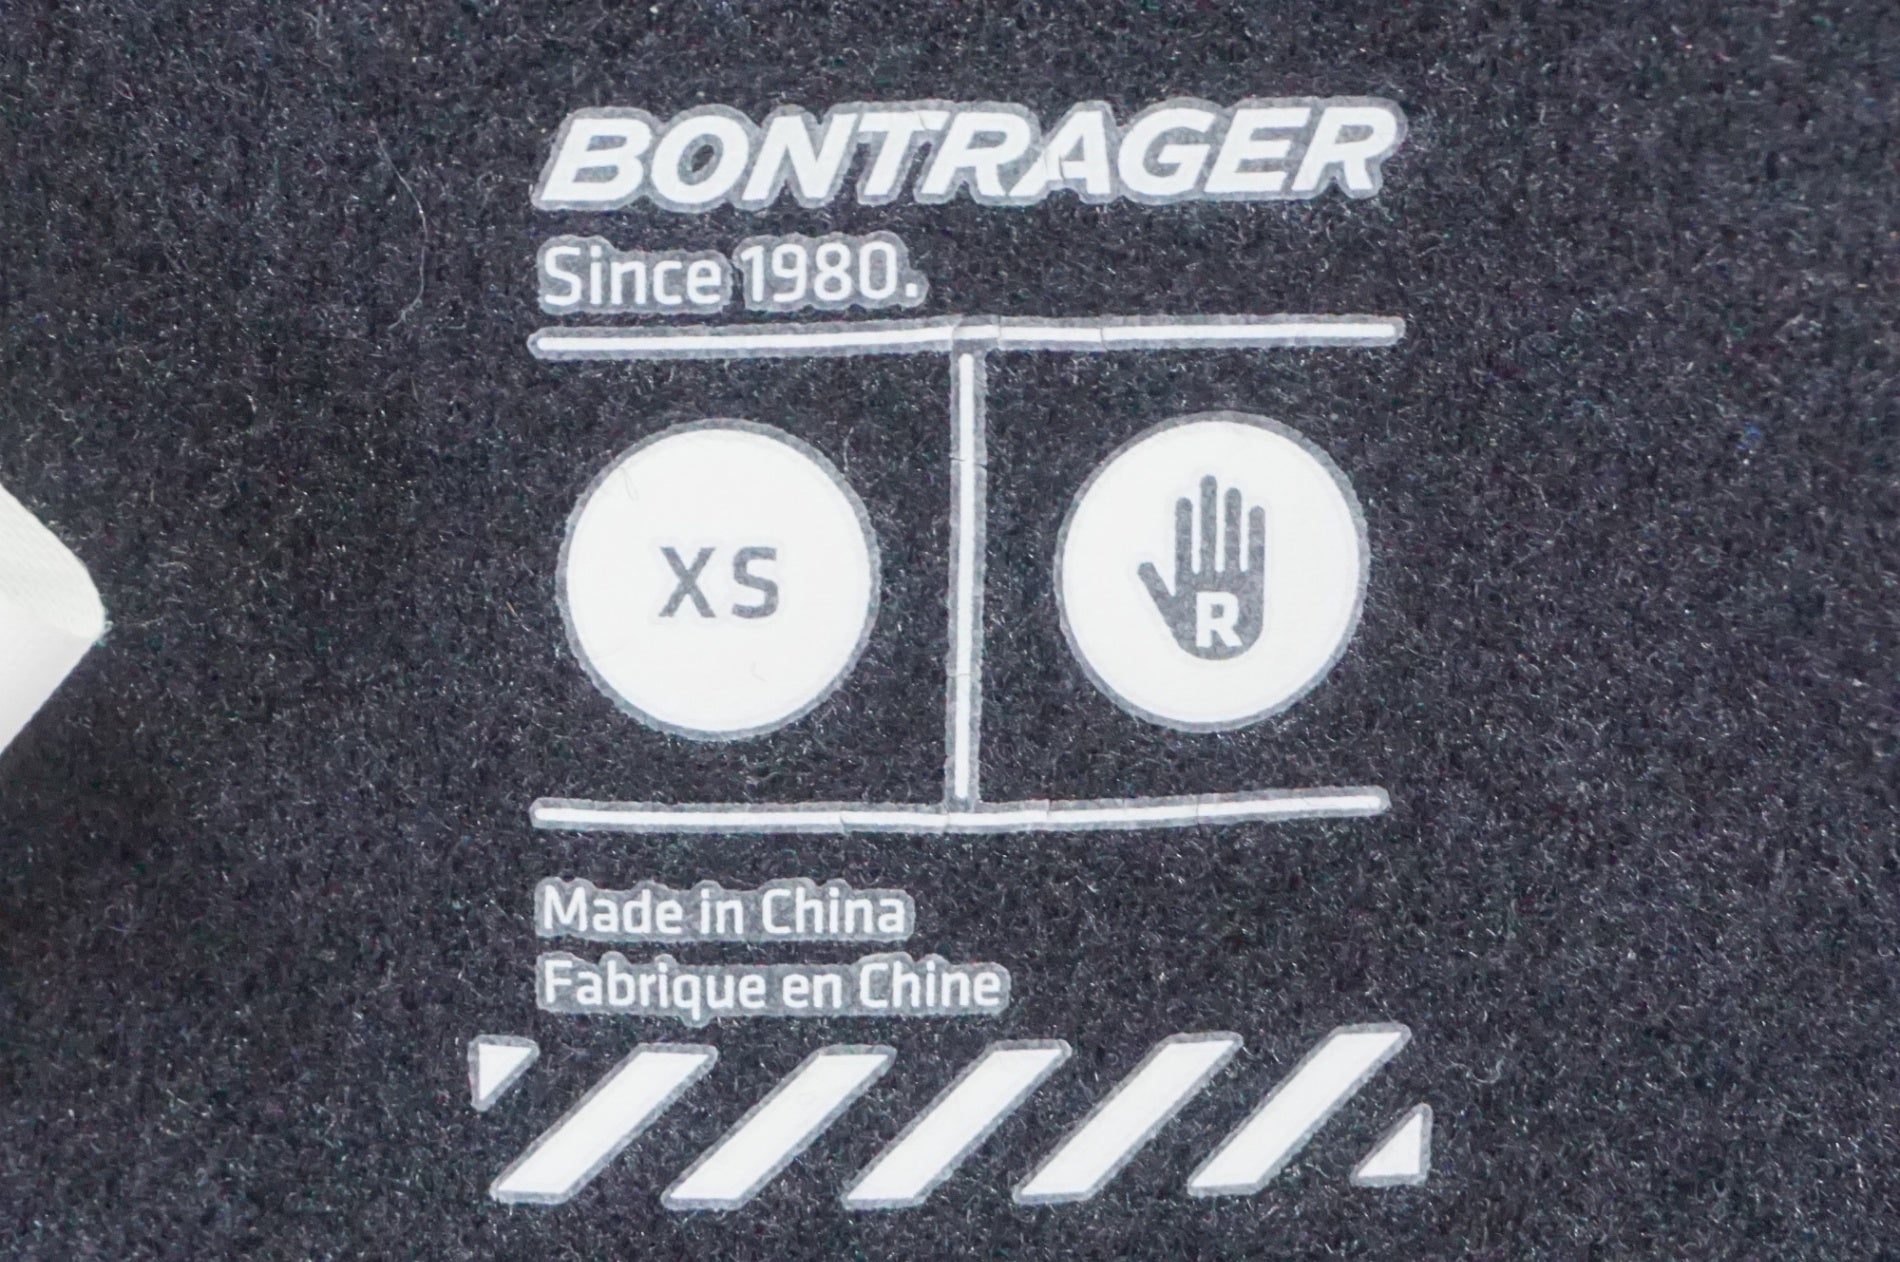 BONTRAGER
Since 1980.
XS
R
Made in China
Fabrique en Chine